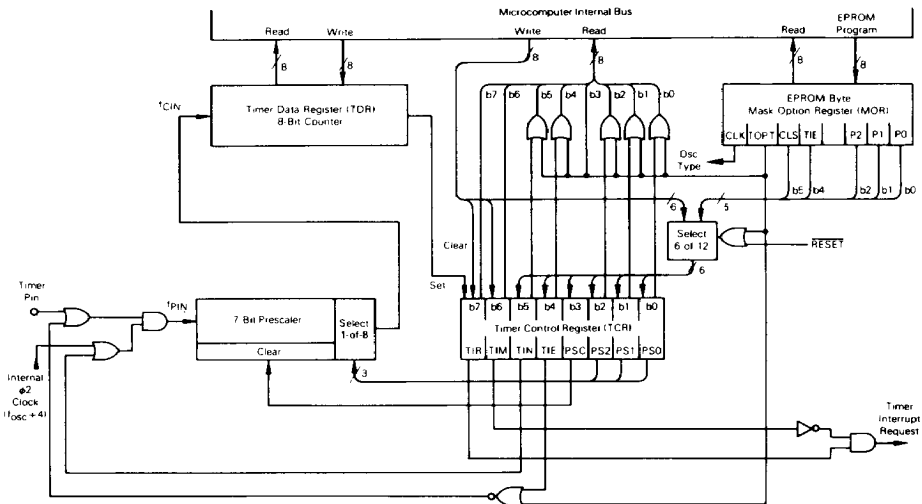 Microcomputer Internal Bus
Read
Write
Write
Read
Read
EPROM
Program
8
8
8
8
8
8
fCIN
Timer Data Register (TDR)
8-Bit Counter
b7
b6
b5
b4
b3
b2
b1
b0
EPROM Byte
Mask Option Register (MOR)
CLK
TOPT
CLS
TIE
P2
P1
P0
Osc
Type
b5
b4
b2
b1
b0
6
5
Select
6 of 12
RESET
Clear
6
Set
Timer
Pin
fPIN
7-Bit Prescaler
Select
1-of-8
Clear
3
b7
b6
b5
b4
b3
b2
b1
b0
Timer Control Register (TCR)
TIR
TIM
TIN
TIE
PSC
PS2
PS1
PS0
Internal
φ2
Clock
(fOSC÷4)
Timer
Interrupt
Request